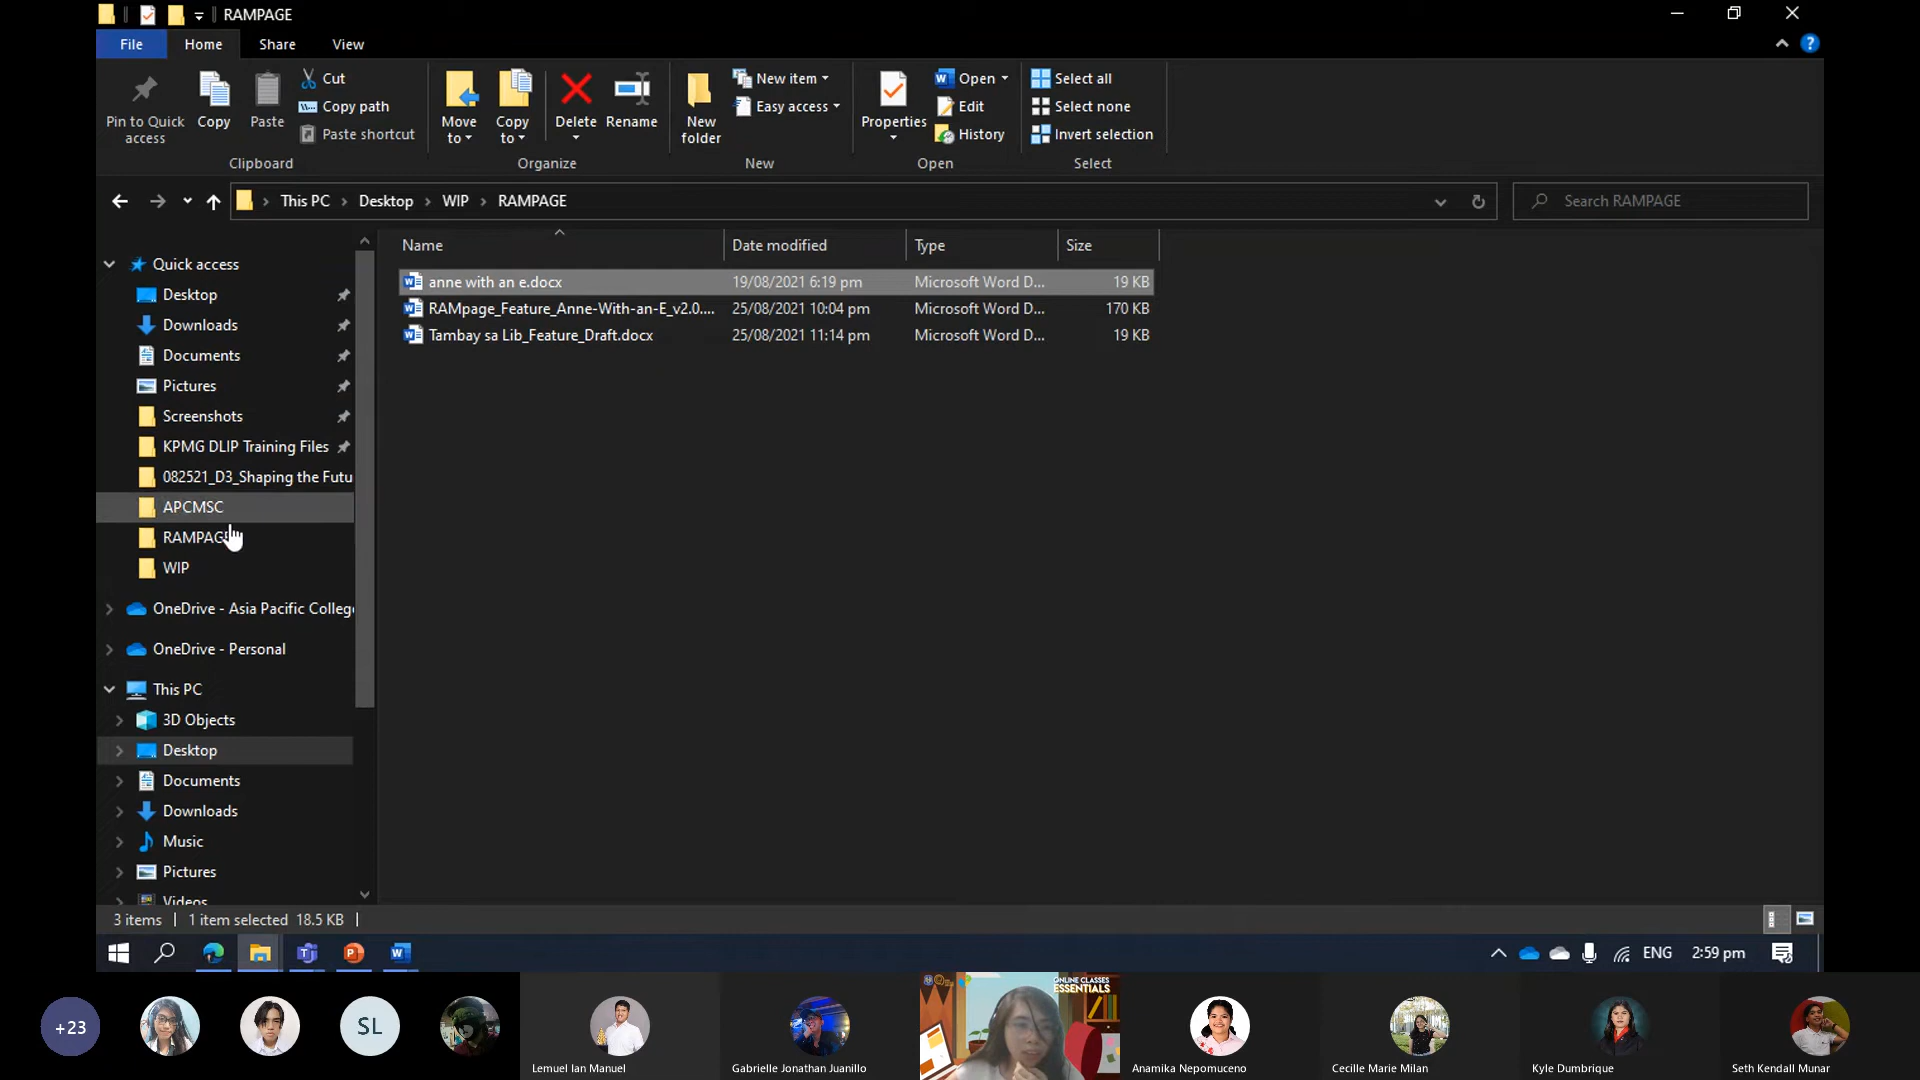 RAMPAGE
File Home Share View
Pin to Quick access
Copy
Paste
Cut
Copy path
Paste shortcut
Clipboard
Move to
Copy to
Delete
Rename
Organize
New folder
New item
Easy access
New
Properties
Open
Edit
History
Open
Select all
Select none
Invert selection
Select
This PC > Desktop > WIP > RAMPAGE
Search RAMPAGE
Name Date modified Type Size
anne with an e.docx 19/08/2021 6:19 pm Microsoft Word D... 19 KB
RAMpage_Feature_Anne-With-an-E_v2.0.... 25/08/2021 10:04 pm Microsoft Word D... 170 KB
Tambay sa Lib_Feature_Draft.docx 25/08/2021 11:14 pm Microsoft Word D... 19 KB
Quick access
Desktop
Downloads
Documents
Pictures
Screenshots
KPMG DLIP Training Files
082521_D3_Shaping the Futu
APCMSC
RAMPAGE
WIP
OneDrive - Asia Pacific College
OneDrive - Personal
This PC
3D Objects
Desktop
Documents
Downloads
Music
Pictures
Videos
3 items | 1 item selected 18.5 KB |
ENG 2:59 pm
+23
SL
ONLINE CLASSES
ESSENTIALS
Lemuel Ian Manuel
Gabrielle Jonathan Juanillo
Anamika Nepomuceno
Cecille Marie Milan
Kyle Dumbrique
Seth Kendall Munar